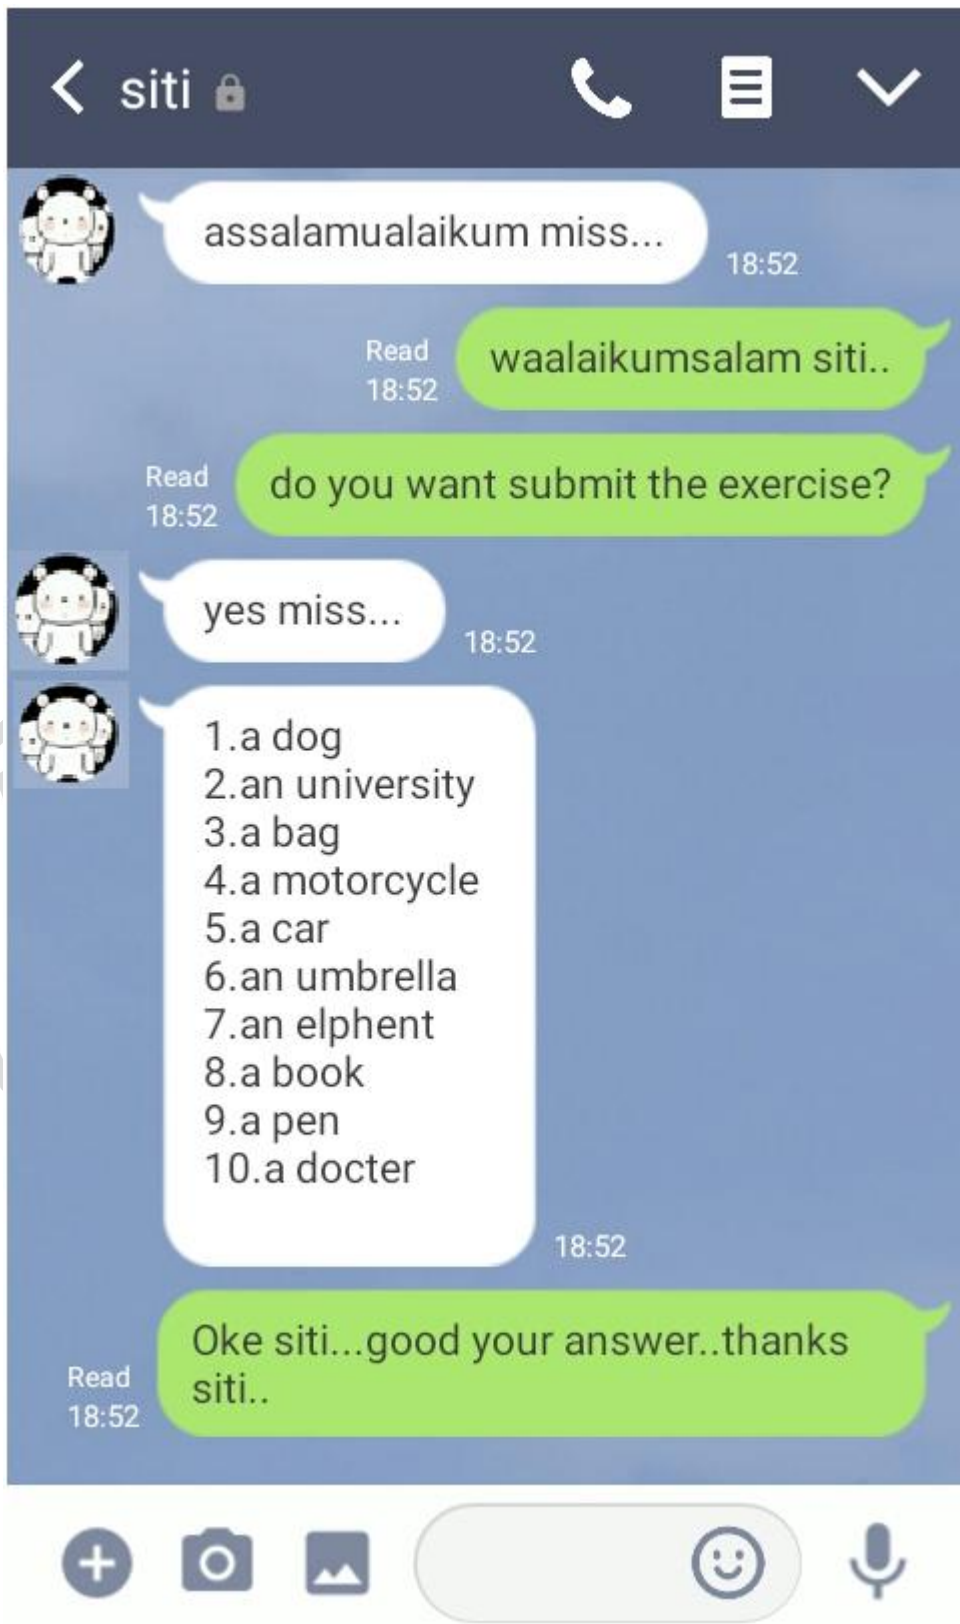 siti
assalamualaikum miss...
18:52
Read
18:52
waalaikumsalam siti..
Read
18:52
do you want submit the exercise?
yes miss...
18:52
1.a dog
2.an university
3.a bag
4.a motorcycle
5.a car
6.an umbrella
7.an elphent
8.a book
9.a pen
10.a docter
18:52
Oke siti...good your answer..thanks
siti..
Read
18:52